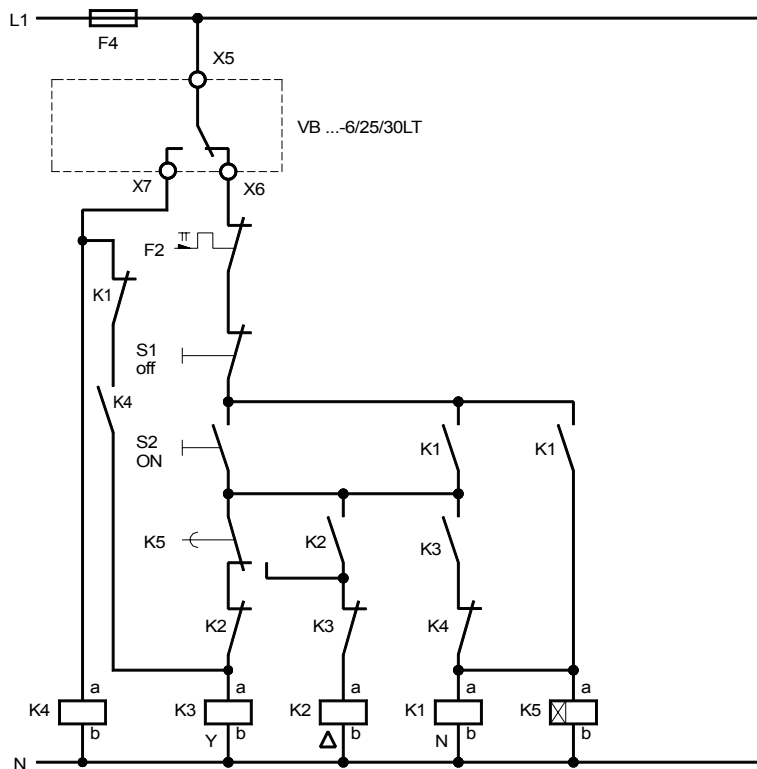 L1
F4
X5
VB ...-6/25/30LT
X7
X6
F2
K1
S1
off
K4
S2
ON
K1
K1
K5
K2
K3
K2
K3
K4
a
a
a
a
a
K4
K3
K2
K1
K5
b
b
b
b
b
Y
Δ
N
N